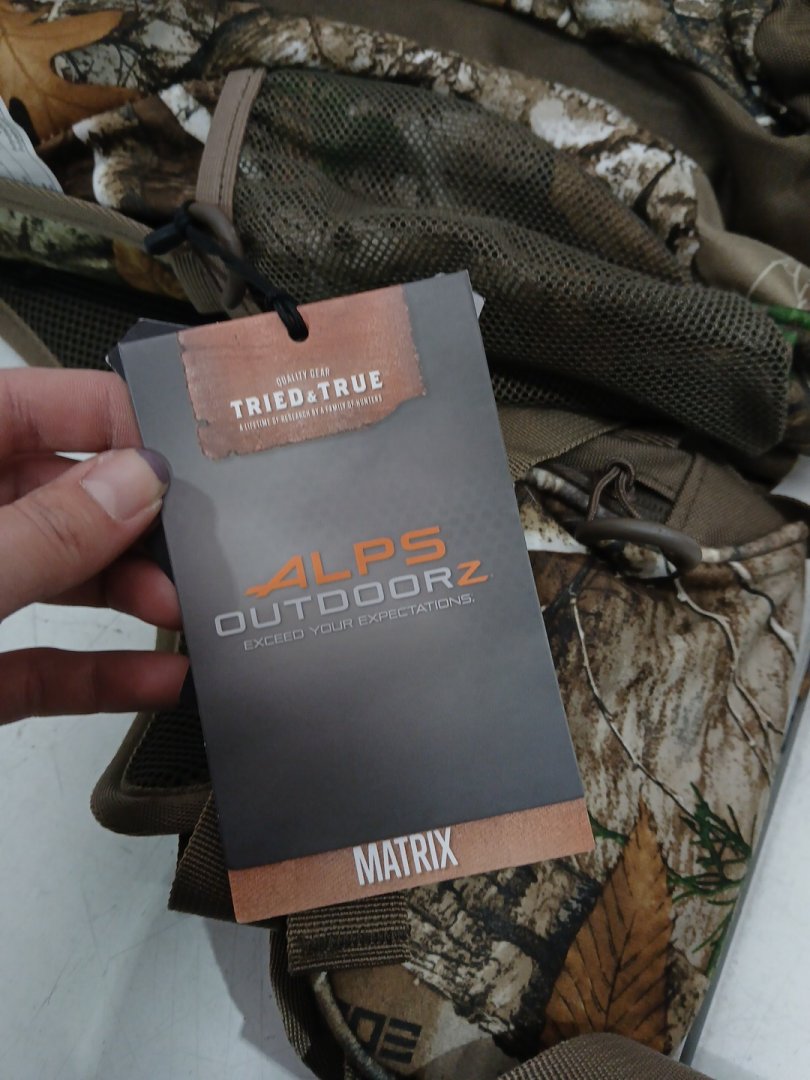 QUALITY GEAR
TRIED & TRUE
A LIFETIME OF RESEARCH BY A FAMILY OF HUNTERS
ALPS
OUTDOORZ
EXCEED YOUR EXPECTATIONS.
MATRIX